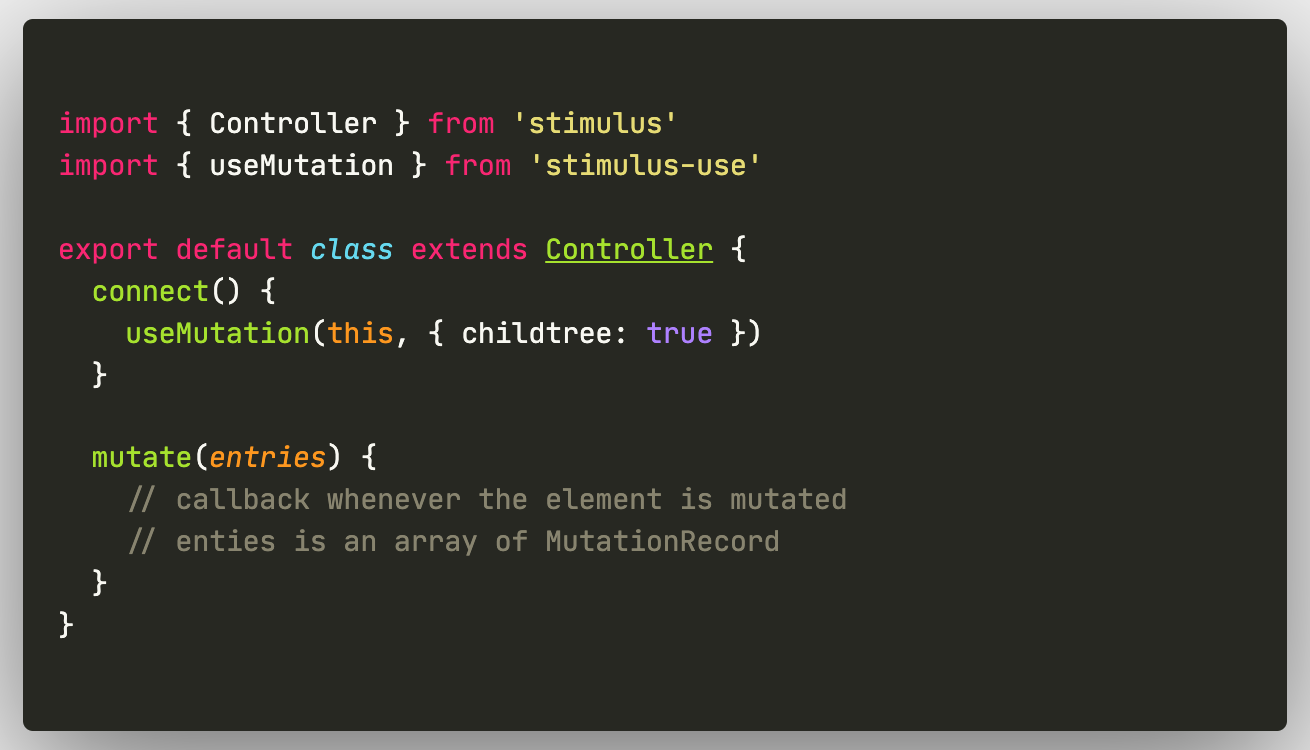 import { Controller } from 'stimulus'
import { useMutation } from 'stimulus-use'

export default class extends Controller {
  connect() {
    useMutation(this, { childtree: true })
  }

  mutate(entries) {
    // callback whenever the element is mutated
    // enties is an array of MutationRecord
  }
}